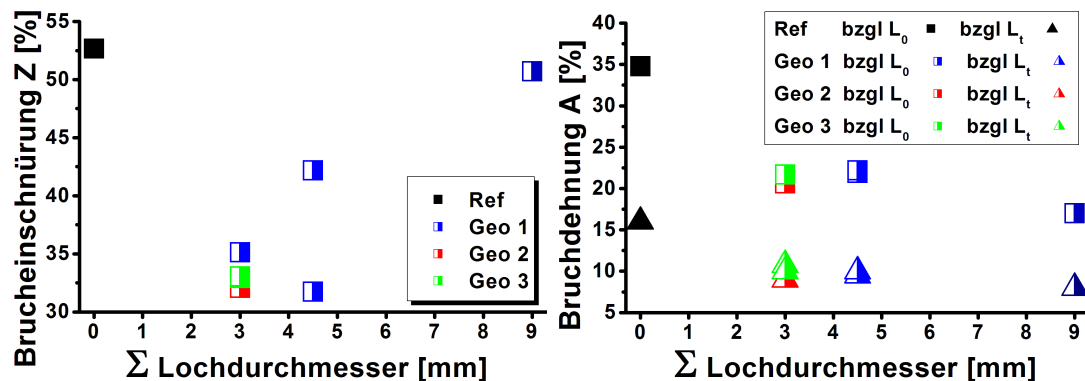 Brucheinschnürung Z [%]
55
50
45
40
35
30
Ref
Geo 1
Geo 2
Geo 3
0 1 2 3 4 5 6 7 8 9
Σ Lochdurchmesser [mm]
Bruchdehnung A [%]
40
35
30
25
20
15
10
5
Ref bzgl L0 bzgl Lt
Geo 1 bzgl L0 bzgl Lt
Geo 2 bzgl L0 bzgl Lt
Geo 3 bzgl L0 bzgl Lt
0 1 2 3 4 5 6 7 8 9
Σ Lochdurchmesser [mm]